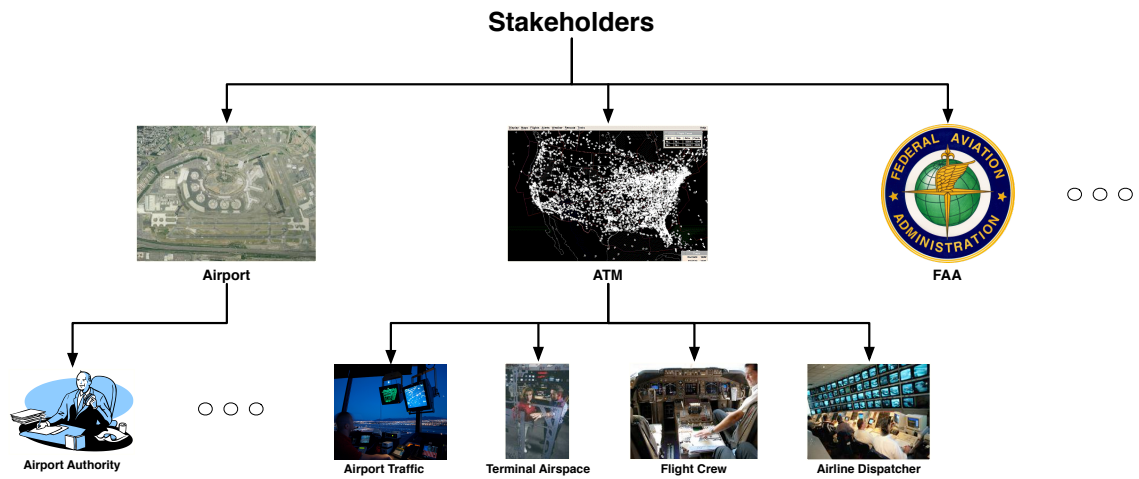 Stakeholders
FEDERAL AVIATION
ADMINISTRATION
Airport
ATM
FAA
Airport Authority
Airport Traffic
Terminal Airspace
Flight Crew
Airline Dispatcher